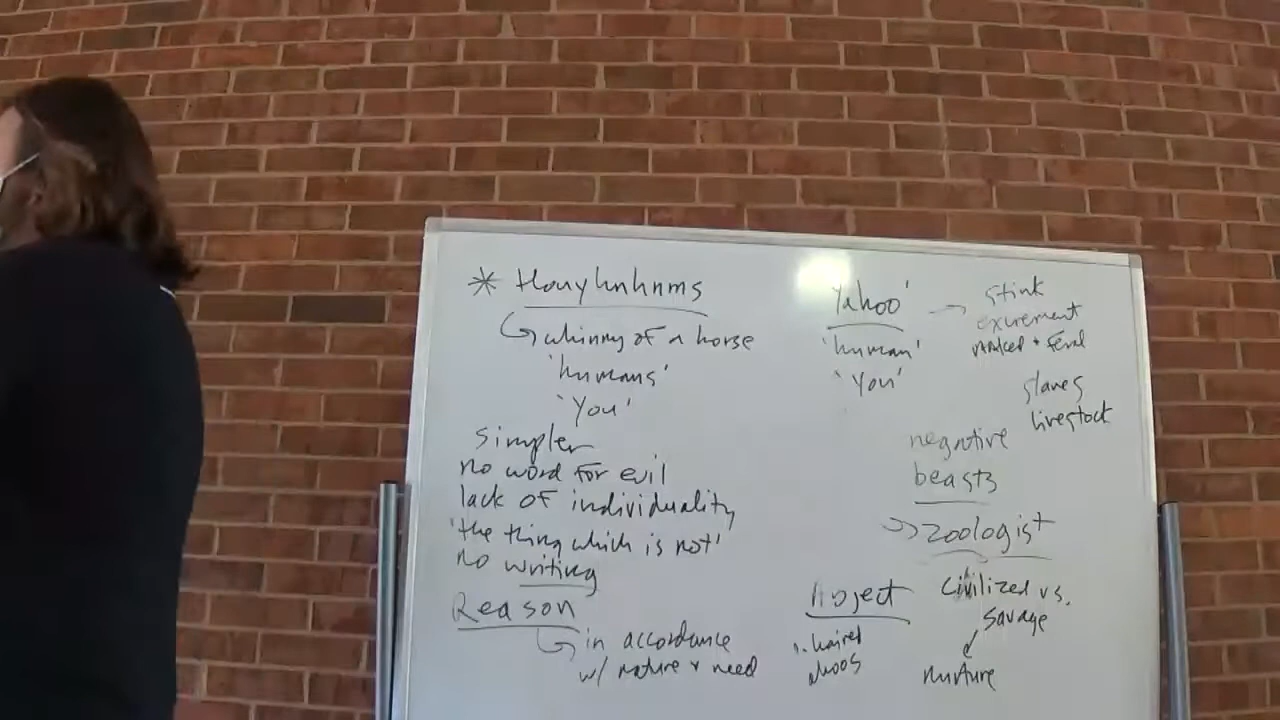 * Houyhnhnms
whinny of a horse
'humans'
'You'
simpler
no word for evil
lack of individuality
'the thing which is not'
no writing
Reason
in accordance
w/ nature + need
'Yahoo'
'human'
'You'
stink
excrement
naked + feral
slaves
livestock
negative
beasts
zoologist
civilized vs.
savage
nurture
haired